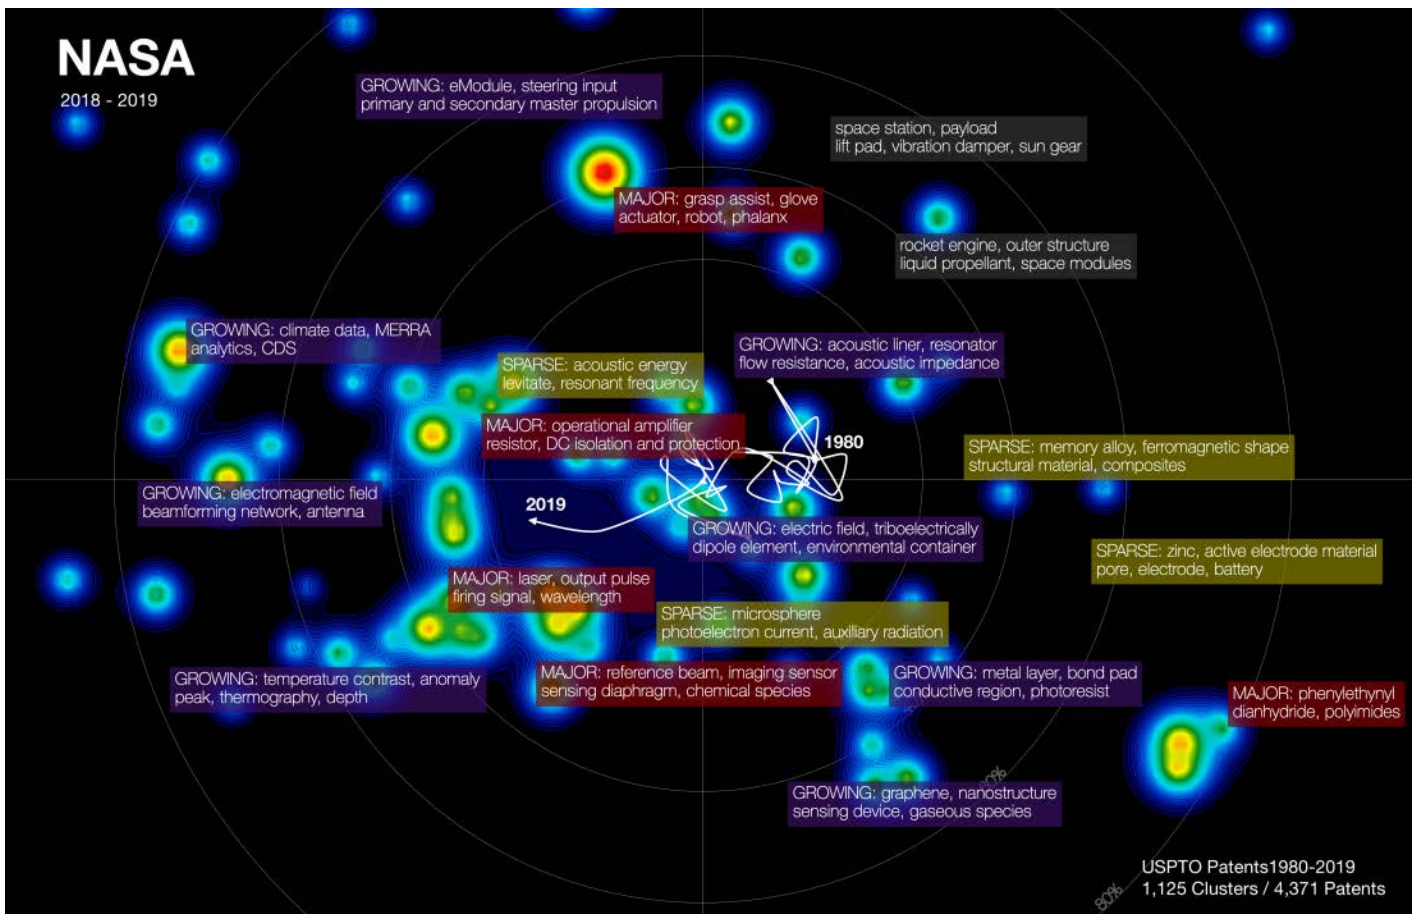 NASA
2018 - 2019
GROWING: eModule, steering input
primary and secondary master propulsion
space station, payload
lift pad, vibration damper, sun gear
MAJOR: grasp assist, glove
actuator, robot, phalanx
rocket engine, outer structure
liquid propellant, space modules
GROWING: climate data, MERRA
analytics, CDS
GROWING: acoustic liner, resonator
flow resistance, acoustic impedance
SPARSE: acoustic energy
levitate, resonant frequency
MAJOR: operational amplifier
resistor, DC isolation and protection
1980
SPARSE: memory alloy, ferromagnetic shape
structural material, composites
GROWING: electromagnetic field
beamforming network, antenna
2019
GROWING: electric field, triboelectrically
dipole element, environmental container
SPARSE: zinc, active electrode material
pore, electrode, battery
MAJOR: laser, output pulse
firing signal, wavelength
SPARSE: microsphere
photoelectron current, auxiliary radiation
GROWING: temperature contrast, anomaly
peak, thermography, depth
MAJOR: reference beam, imaging sensor
sensing diaphragm, chemical species
GROWING: metal layer, bond pad
conductive region, photoresist
MAJOR: phenylethynyl
dianhydride, polyimides
GROWING: graphene, nanostructure
sensing device, gaseous species
USPTO Patents1980-2019
1,125 Clusters / 4,371 Patents
80%